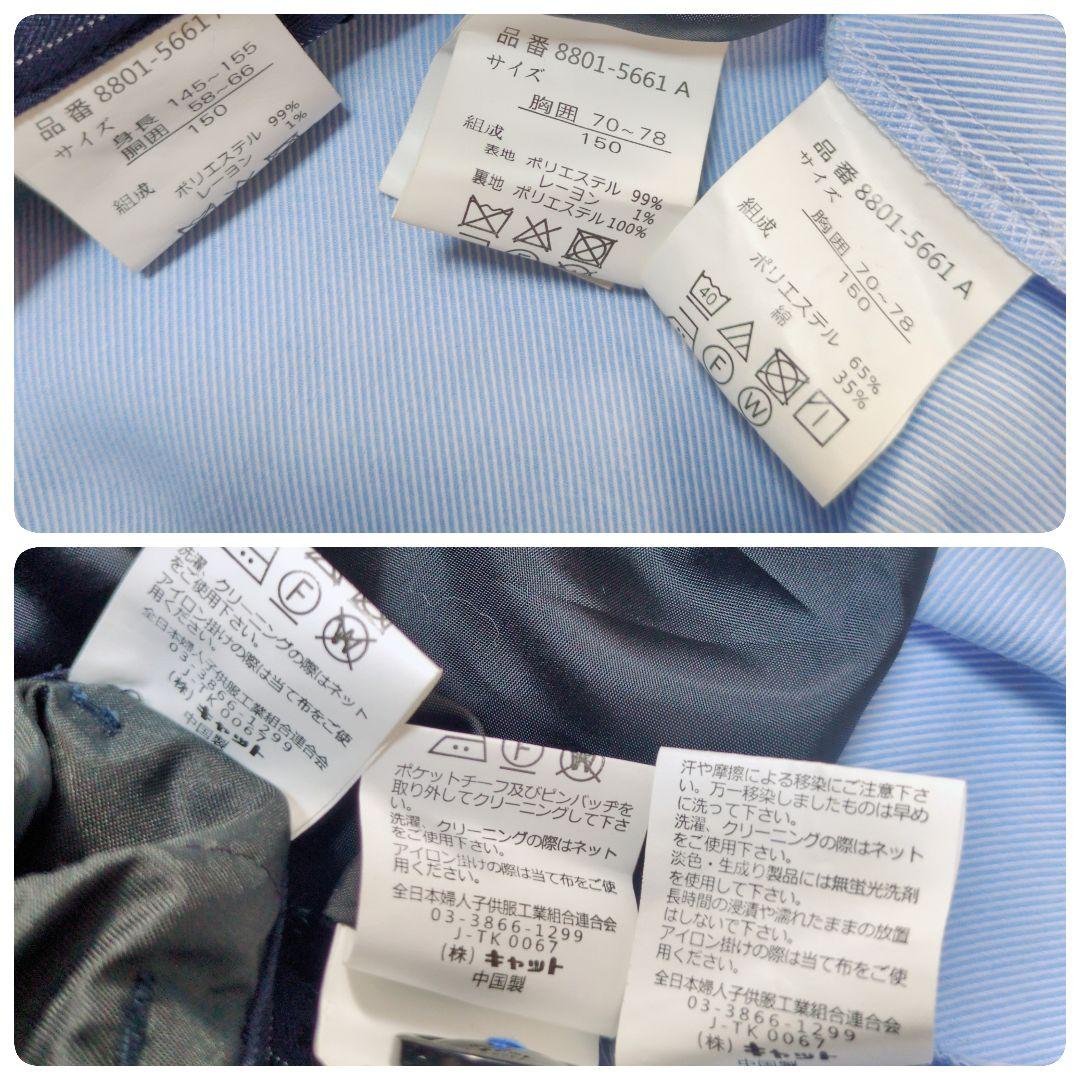 品番 8801-5661 A
サイズ
身長 145~155
胸囲 58~66
150
組成
ポリエステル 99%
1%
品番 8801-5661 A
サイズ
胸囲 70~78
150
組成
表地 ポリエステル 99%
レーヨン 1%
裏地 ポリエステル100%
品番 8801-5661 A
サイズ
胸囲 70~78
150
組成
ポリエステル 65%
綿 35%
40
F
W
F
W
洗濯、クリーニングの際はネット
をご使用下さい。
アイロン掛けの際は当て布をご使
用ください。
全日本婦人子供服工業組合連合会
03-3866-1299
J-TK0067
(株)キャット
中国製
F
W
ポケットチーフ及びピンバッヂを
取り外してクリーニングして下さ
い。
洗濯、クリーニングの際はネット
をご使用下さい。
アイロン掛けの際は当て布をご使
用ください。
全日本婦人子供服工業組合連合会
03-3866-1299
J-TK0067
(株)キャット
中国製
汗や摩擦による移染にご注意下さ
い。万一移染しましたものは早め
に洗って下さい。
洗濯、クリーニングの際はネット
をご使用下さい。
淡色・生成り製品には無蛍光洗剤
を使用して下さい。
長時間の浸漬や濡れたままの放置
はしないで下さい。
アイロン掛けの際は当て布をご使
用ください。
全日本婦人子供服工業組合連合会
03-3866-1299
J-TK0067
(株)キャット
中国製